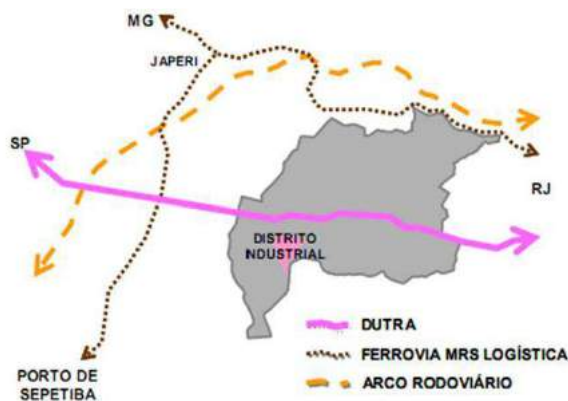 MG
JAPERI
SP
RJ
DISTRITO
INDUSTRIAL
DUTRA
FERROVIA MRS LOGÍSTICA
ARCO RODOVIÁRIO
PORTO DE
SEPETIBA